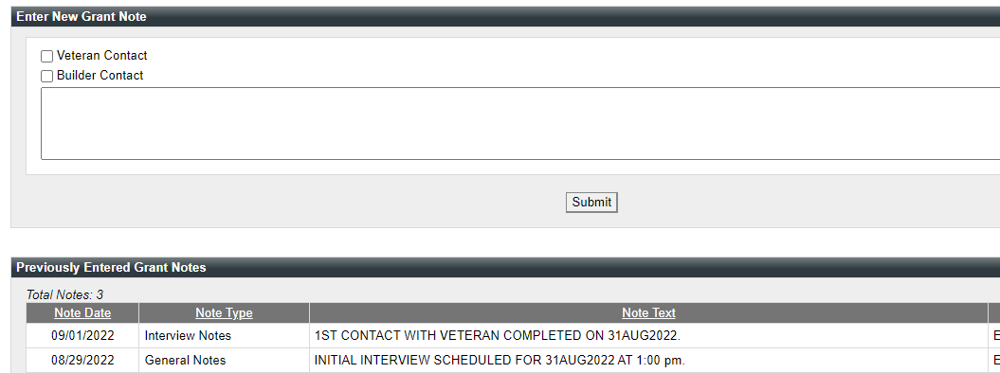 Enter New Grant Note
Veteran Contact
Builder Contact
Submit
Previously Entered Grant Notes
Total Notes: 3
Note Date Note Type Note Text
09/01/2022 Interview Notes 1ST CONTACT WITH VETERAN COMPLETED ON 31AUG2022.
08/29/2022 General Notes INITIAL INTERVIEW SCHEDULED FOR 31AUG2022 AT 1:00 pm.